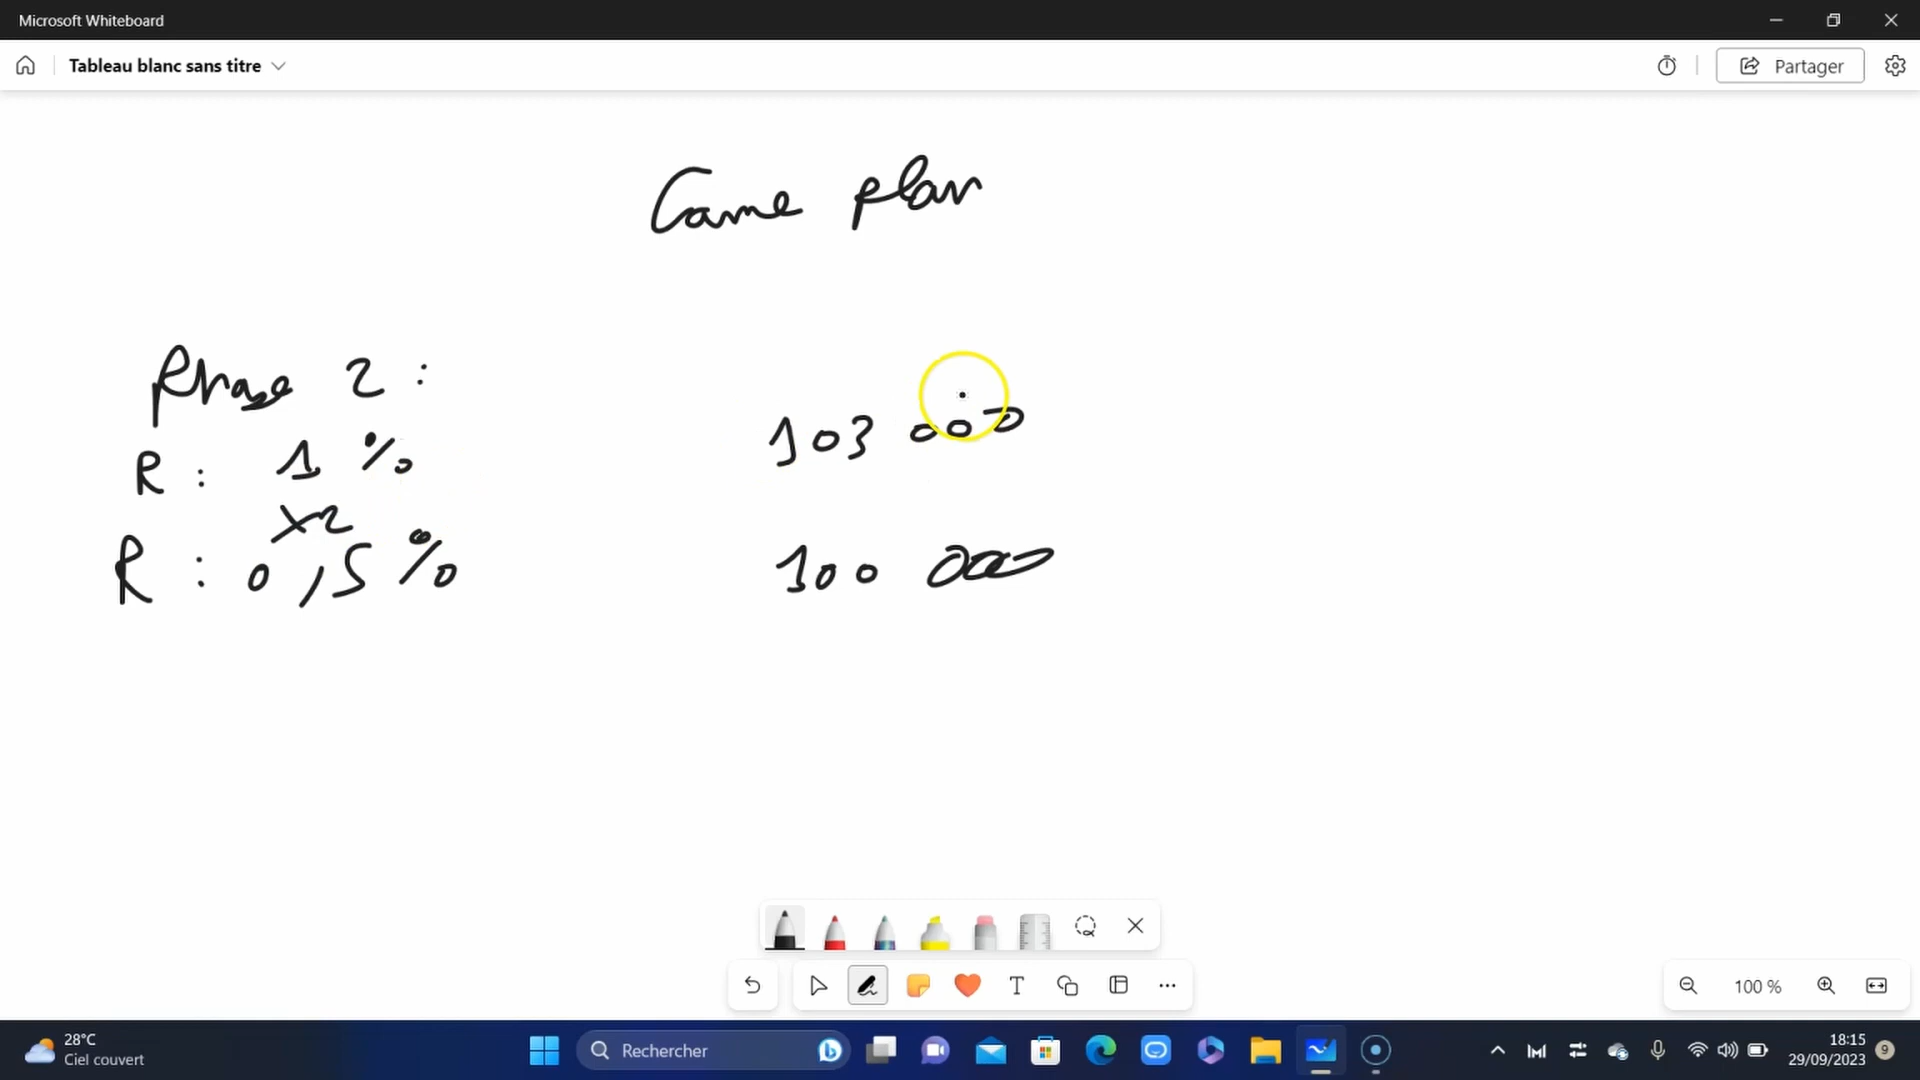 Microsoft Whiteboard
Tableau blanc sans titre
Partager
Game plan
Phase 2 :
R : 1 %
103 000
x2
R : 0,5 %
100 000
100 %
28°C
Ciel couvert
Rechercher
18:15
29/09/2023
9